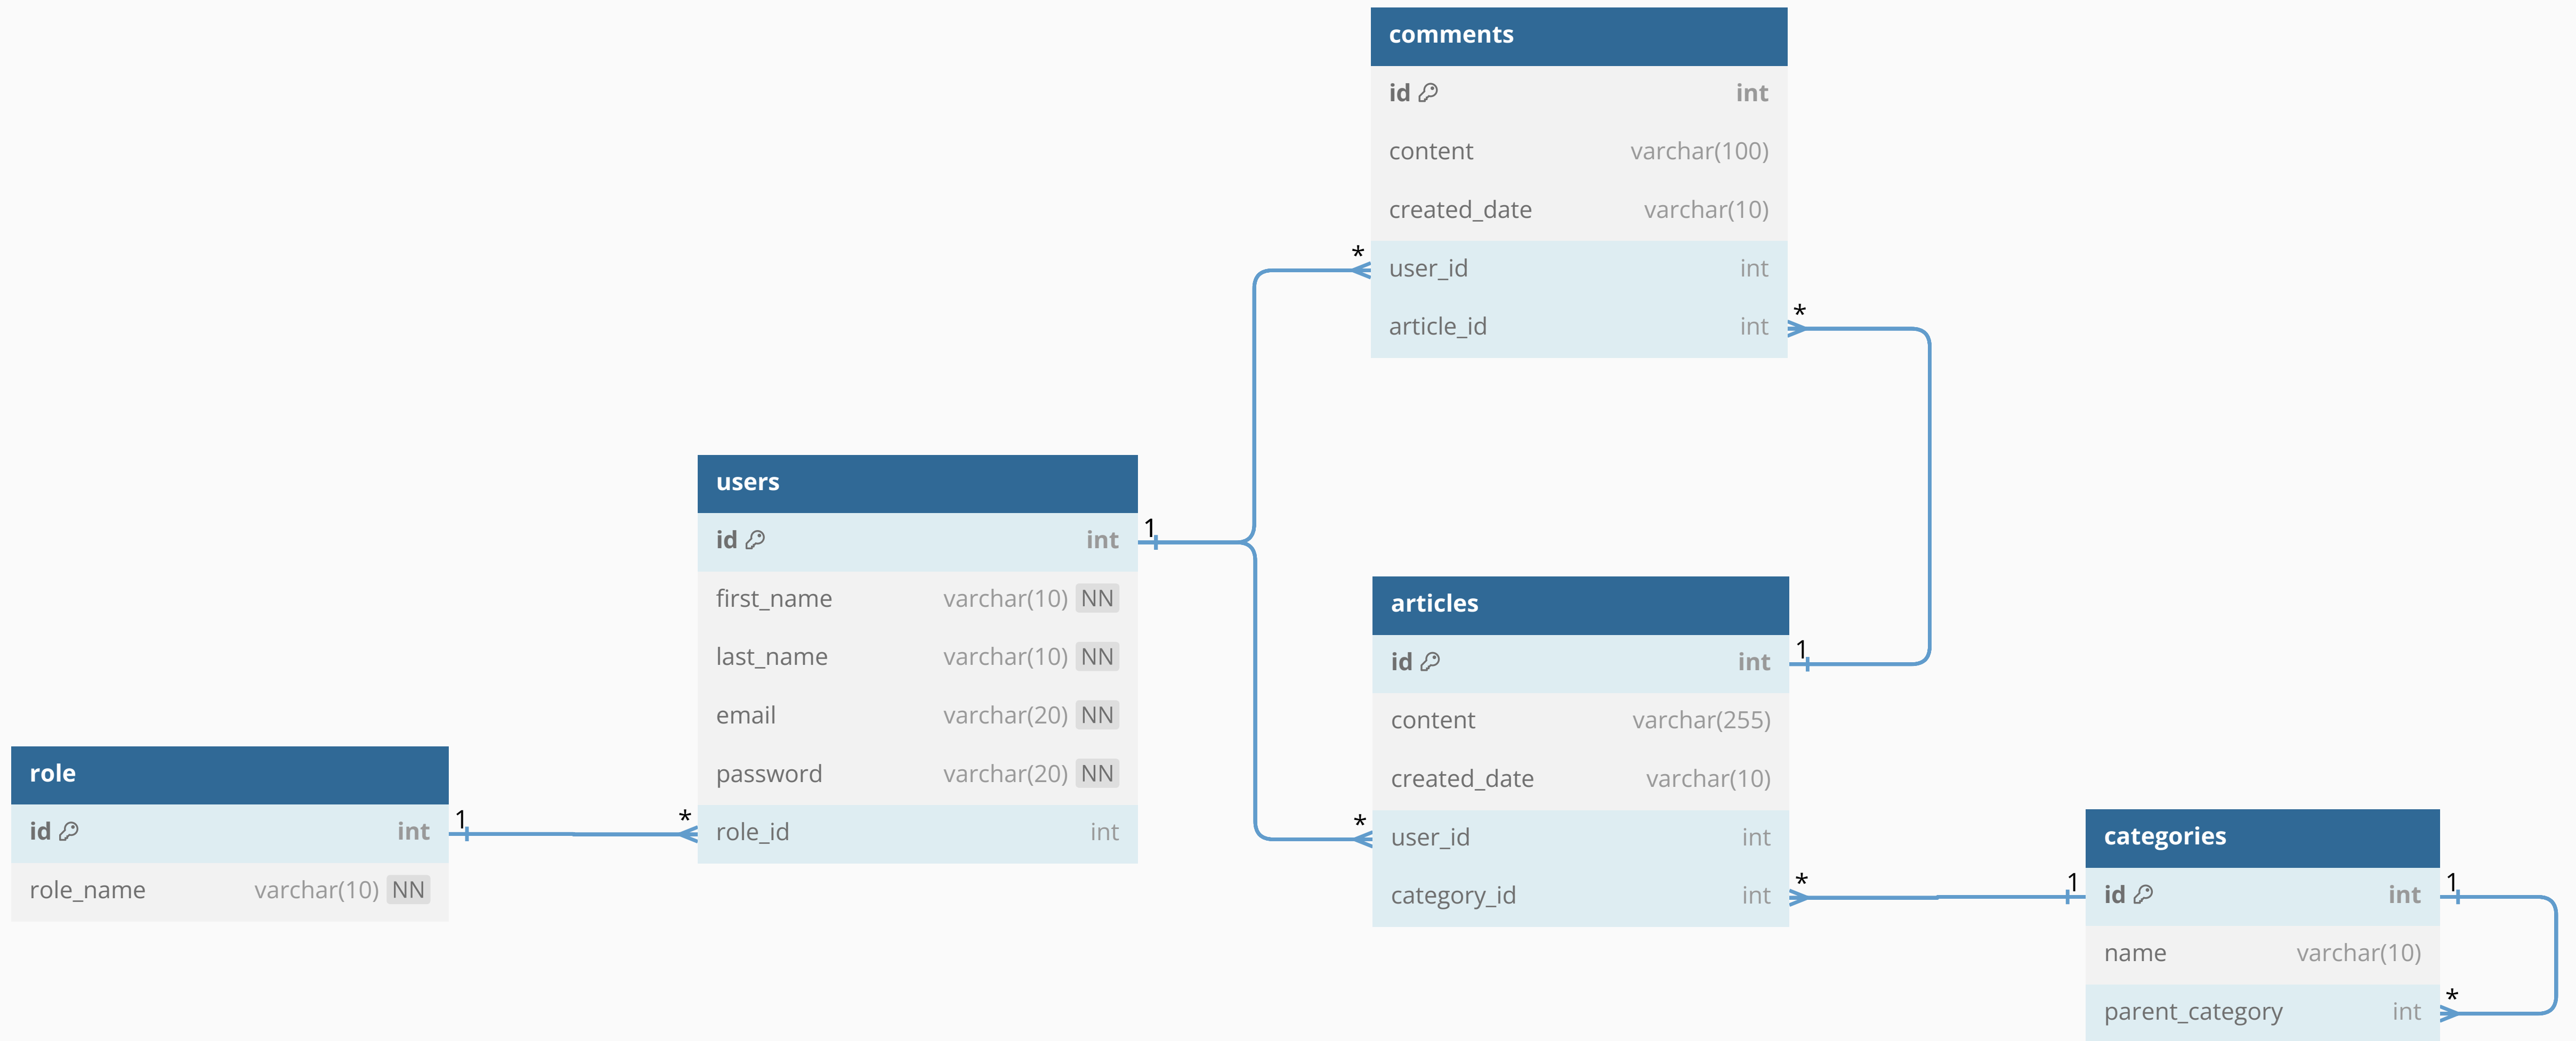 comments
id int
content varchar(100)
created_date varchar(10)
* user_id int
article_id int *
users
id int 1
first_name varchar(10) NN
last_name varchar(10) NN
email varchar(20) NN
password varchar(20) NN
* role_id int
articles
id int 1
content varchar(255)
created_date varchar(10)
* user_id int
category_id int *
role
id int 1
role_name varchar(10) NN
categories
1 id int 1
name varchar(10)
parent_category int *